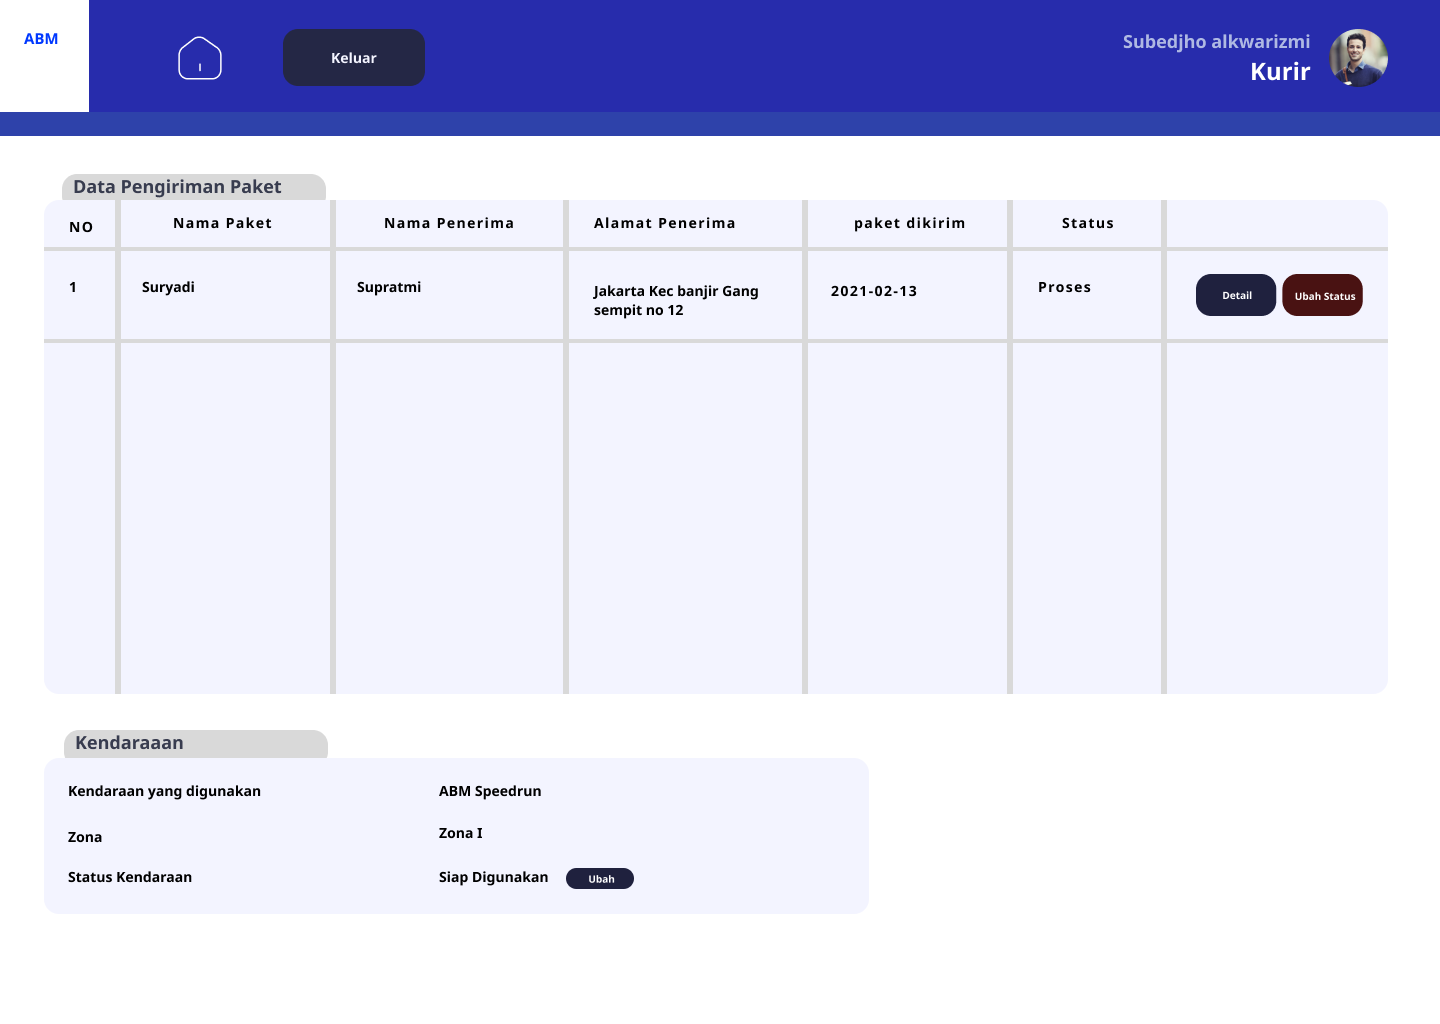 ABM
Keluar
Subedjho alkwarizmi
Kurir
Data Pengiriman Paket
NO
Nama Paket
Nama Penerima
Alamat Penerima
paket dikirim
Status
1
Suryadi
Supratmi
Jakarta Kec banjir Gang
sempit no 12
2021-02-13
Proses
Detail
Ubah Status
Kendaraaan
Kendaraan yang digunakan
ABM Speedrun
Zona
Zona I
Status Kendaraan
Siap Digunakan
Ubah